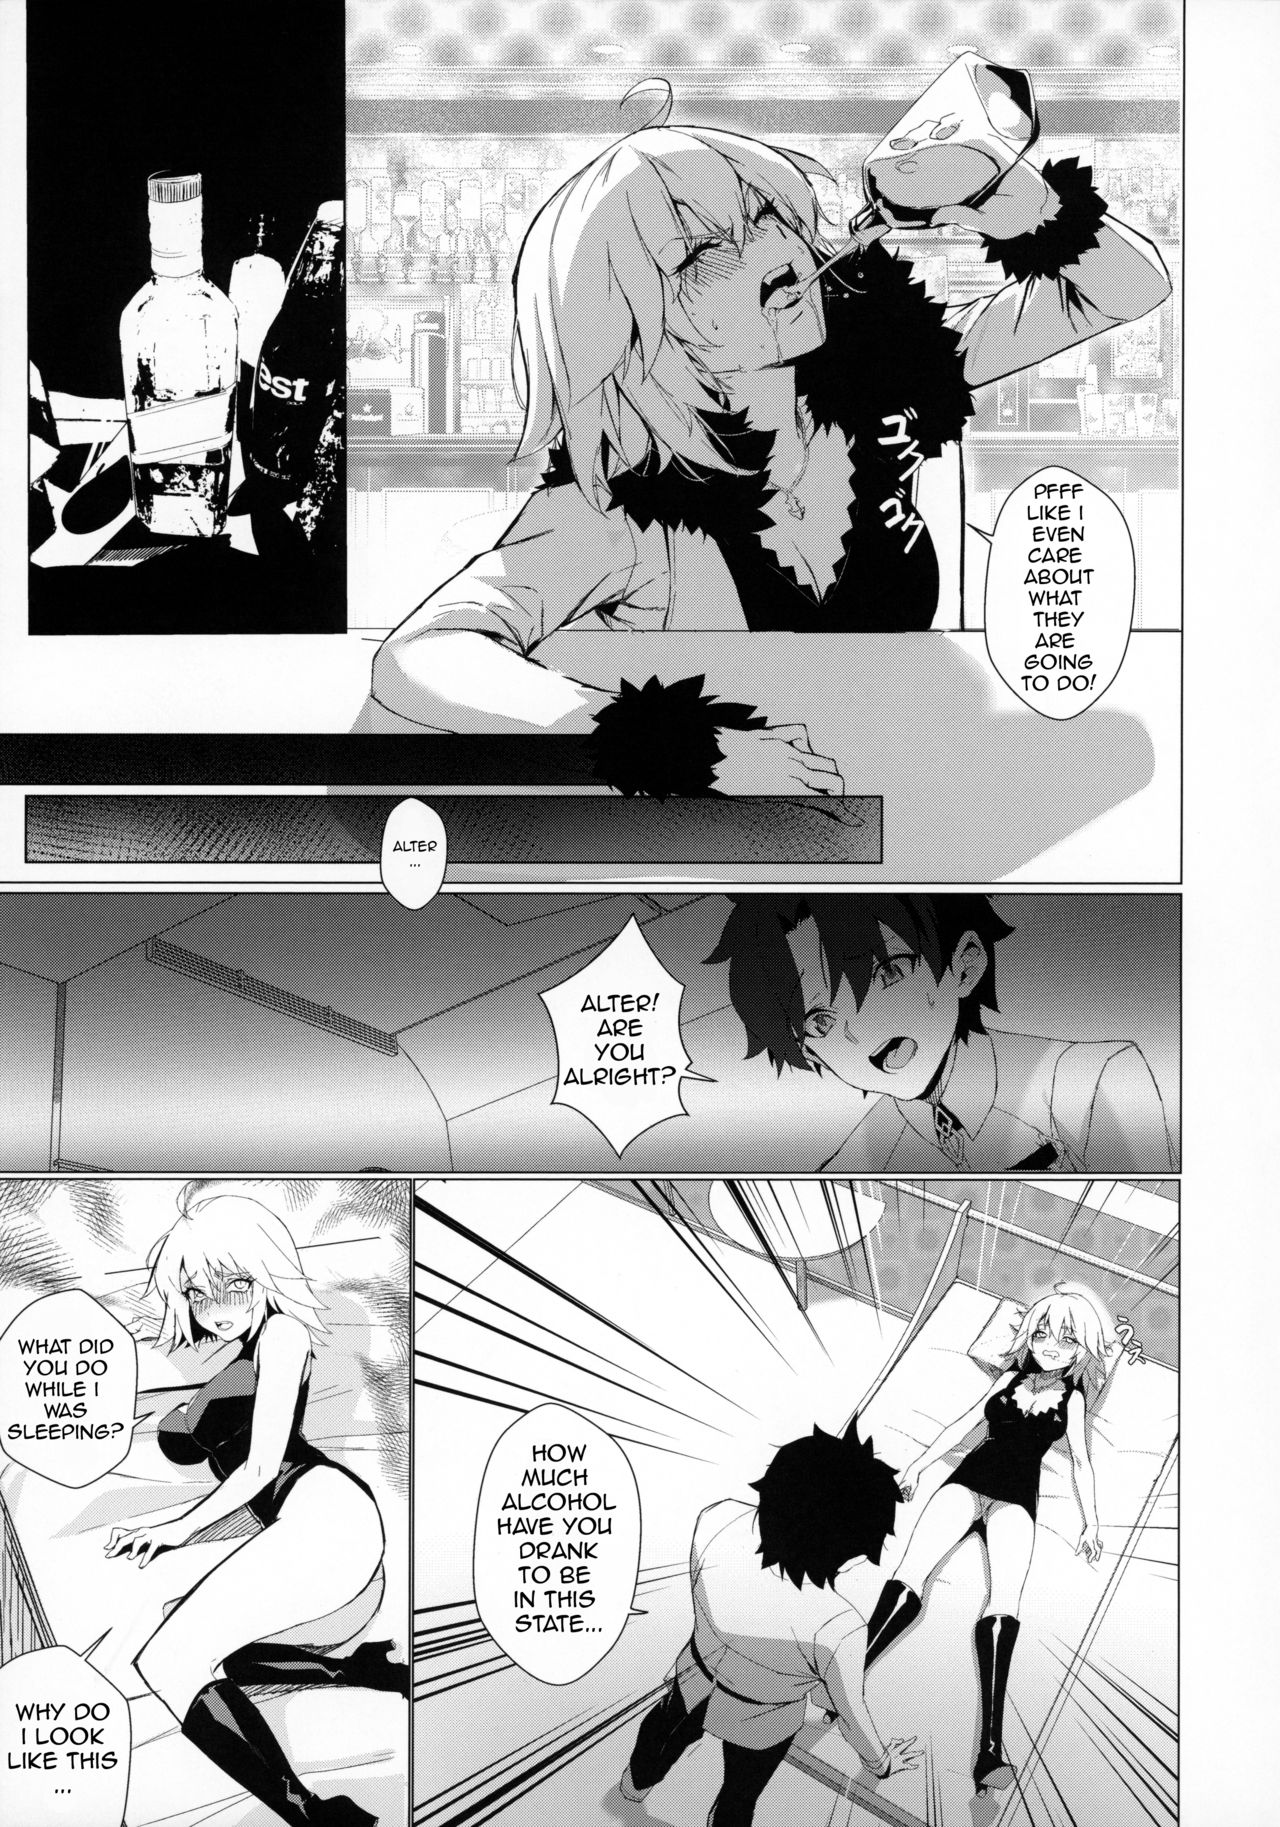 PFFF
LIKE I
EVEN
CARE
ABOUT
WHAT
THEY
ARE
GOING
TO DO!
ゴク
ゴク
est
ALTER
...
ALTER!
ARE
YOU
ALRIGHT?
HOW
MUCH
ALCOHOL
HAVE YOU
DRANK
TO BE
IN THIS
STATE...
うぅ
WHAT DID
YOU DO
WHILE I
WAS
SLEEPING?
WHY DO
I LOOK
LIKE THIS
...